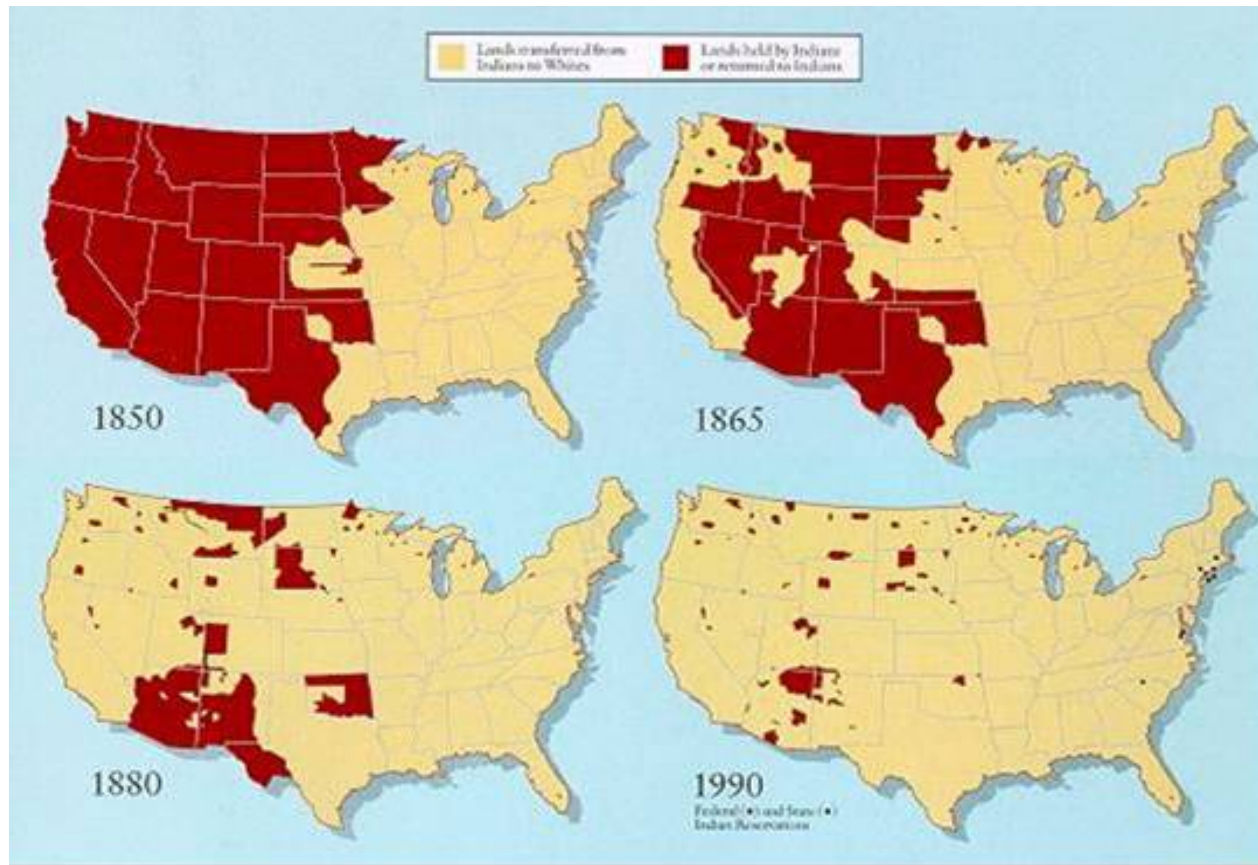 Lands transferred from
Indians to Whites
Lands held by Indians
or returned to Indians
1850
1865
1880
1990
Federal (•) and State (•)
Indian Reservations